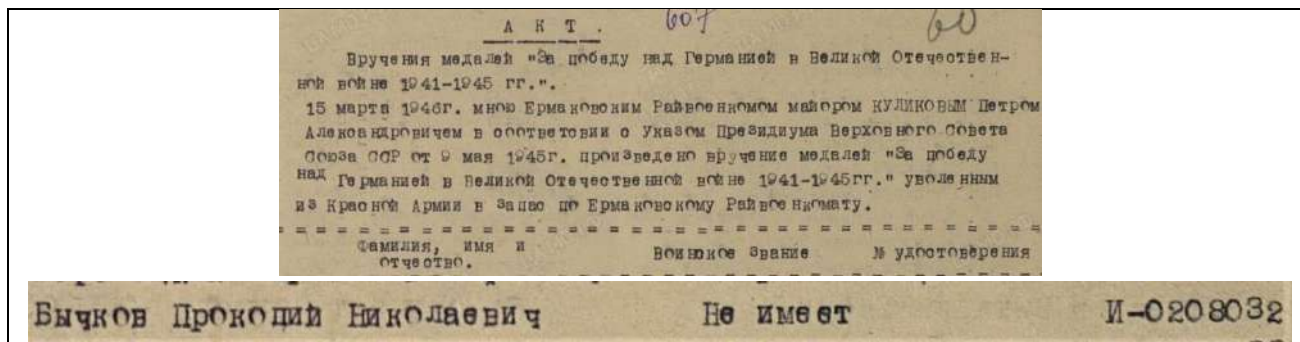 А К Т . 607 60
Вручения медалей "За победу над Германией в Великой Отечествен-
ной войне 1941-1945 гг.".
15 марта 1946г. мною Ермаковским Райвоенкомом майором КУЛИКОВЫМ Петром
Александровичем в соответовии с Указом Президиума Верховного Совета
Союза ССР от 9 мая 1945г. произведено вручение медалей "За победу
над Германией в Великой Отечественной войне 1941-1945гг." уволенным
из Красной Армии в запас по Ермаковскому Райвоенкомату.
Фамилия, имя и отчество. Воинское звание № удостоверения
Бычков Прокопий Николаевич Не имеет И-0208032